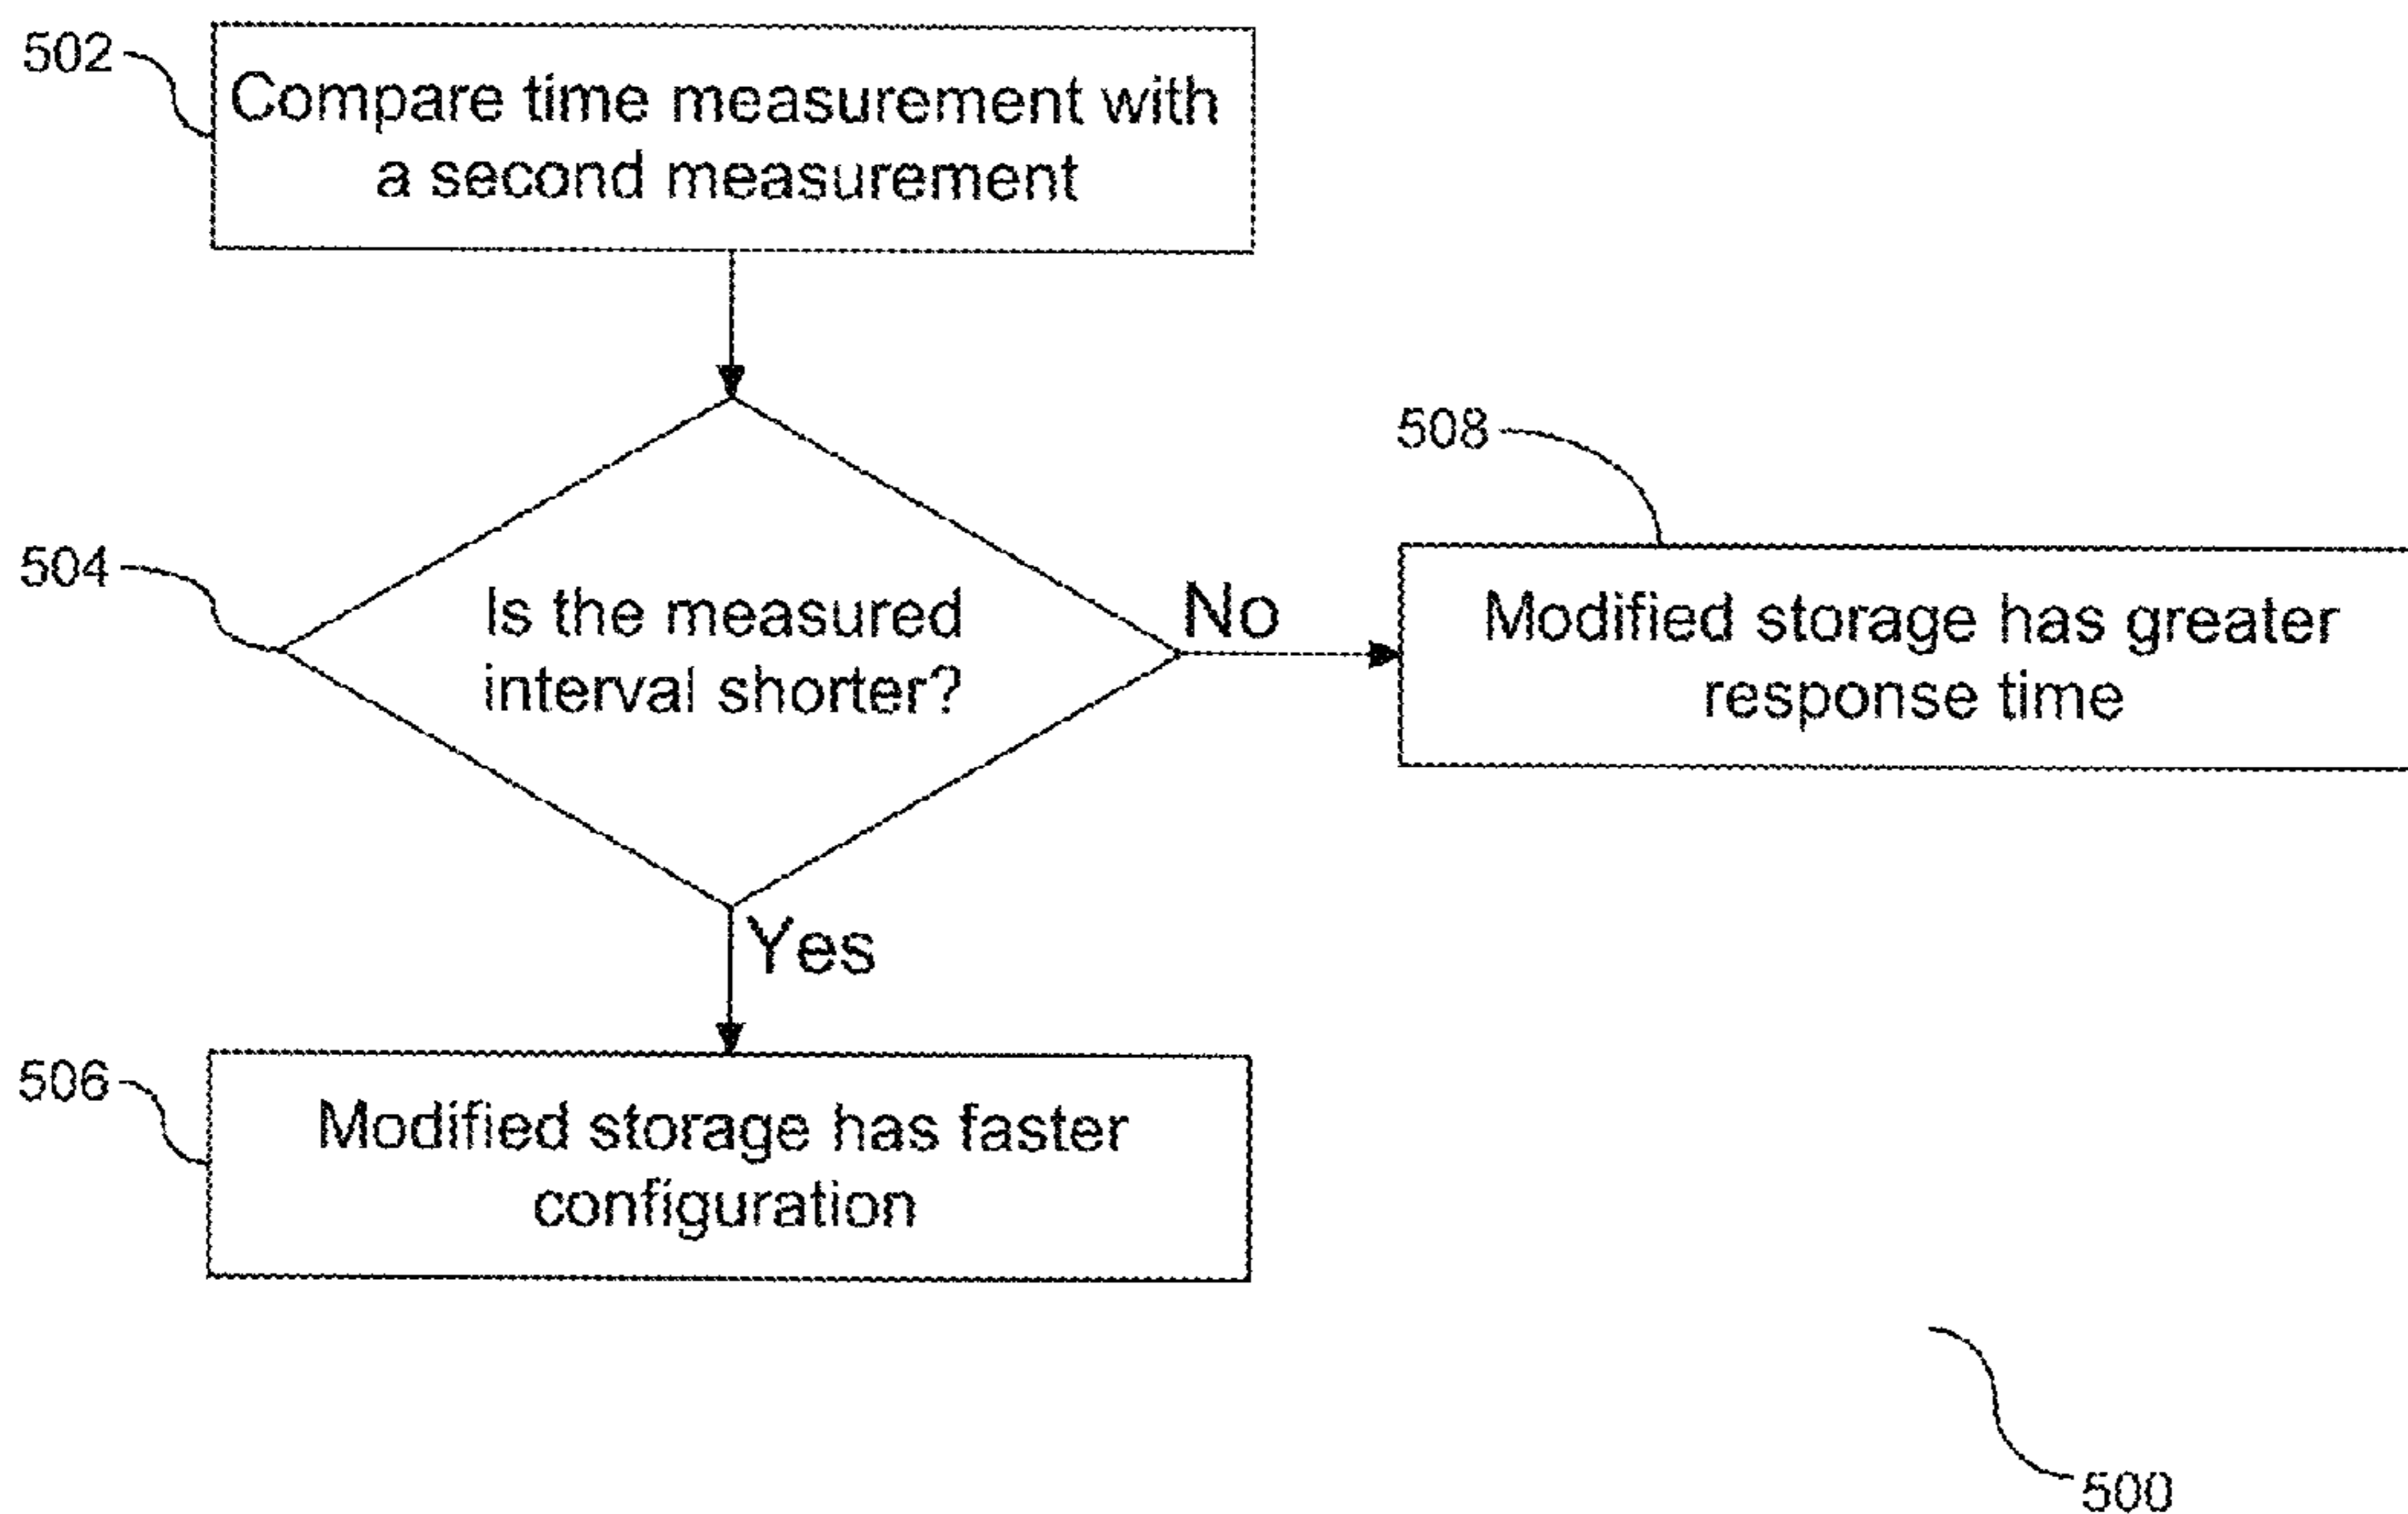 502
Compare time measurement with
a second measurement
504
Is the measured
interval shorter?
No
508
Modified storage has greater
response time
Yes
506
Modified storage has faster
configuration
500